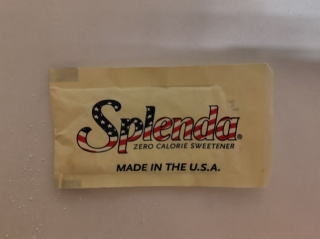 Splenda®
ZERO CALORIE SWEETENER
MADE IN THE U.S.A.